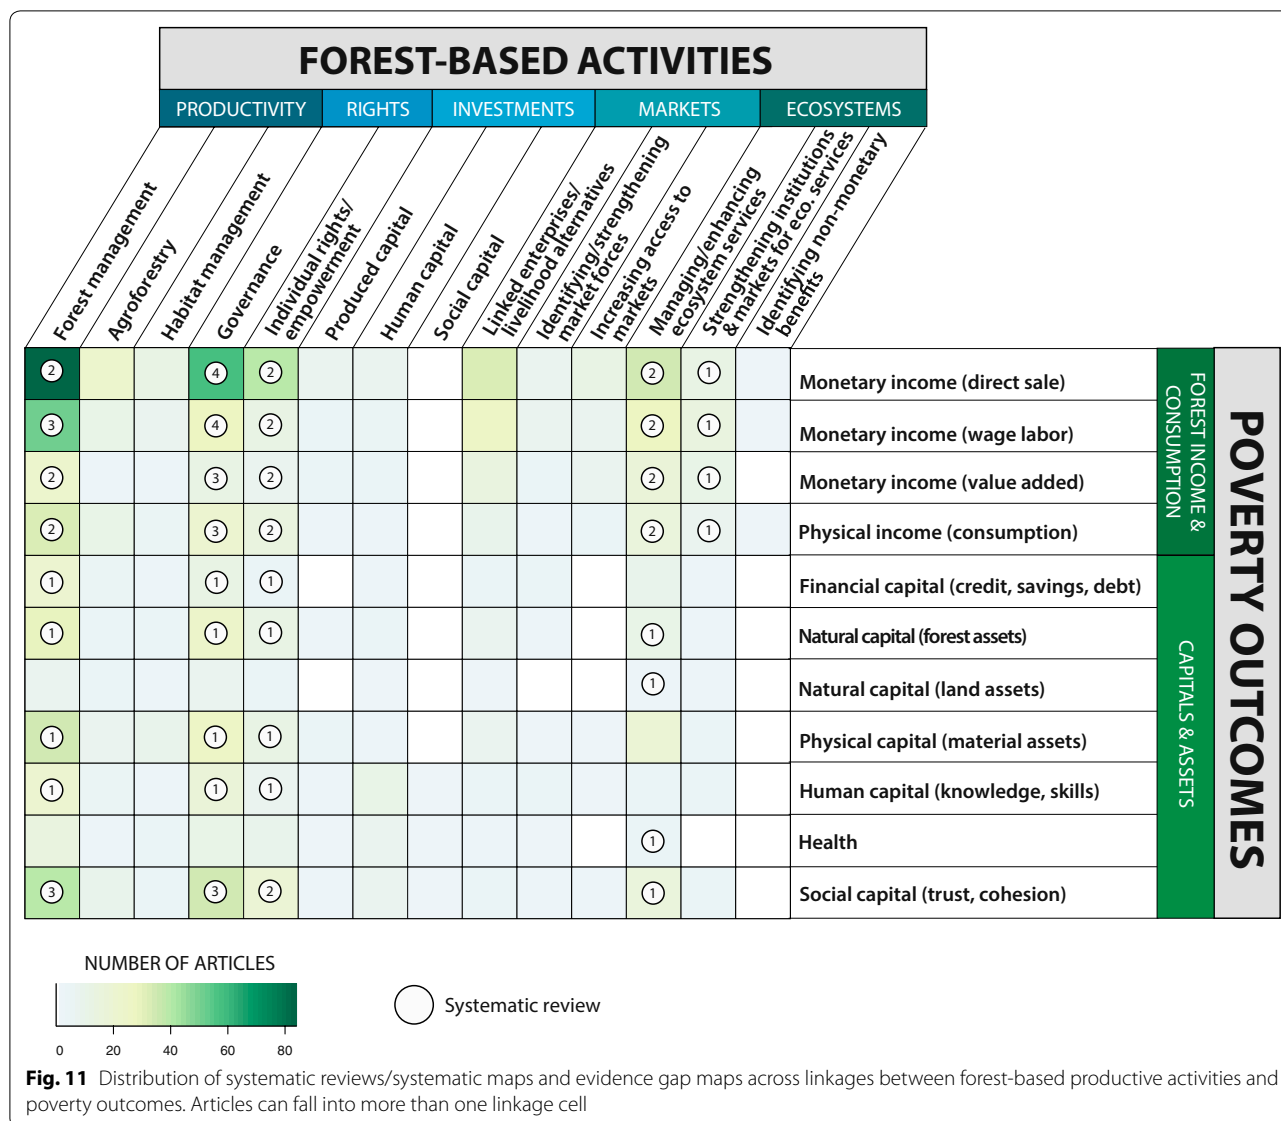 FOREST-BASED ACTIVITIES
PRODUCTIVITY RIGHTS INVESTMENTS MARKETS ECOSYSTEMS
Forest management
Agroforestry
Habitat management
Governance
Individual rights/
empowerment
Produced capital
Human capital
Social capital
Linked enterprises/
livelihood alternatives
Identifying/strengthening
market forces
Increasing access to
markets
Managing/enhancing
ecosystem services
Strengthening institutions
& markets for eco. services
Identifying non-monetary
benefits
2 4 2 2 1 Monetary income (direct sale)
3 4 2 2 1 Monetary income (wage labor)
2 3 2 2 1 Monetary income (value added)
2 3 2 2 1 Physical income (consumption)
1 1 1 Financial capital (credit, savings, debt)
1 1 1 1 Natural capital (forest assets)
1 Natural capital (land assets)
1 1 1 Physical capital (material assets)
1 1 1 Human capital (knowledge, skills)
1 Health
3 3 2 1 Social capital (trust, cohesion)
FOREST INCOME &
CONSUMPTION
CAPITALS & ASSETS
POVERTY OUTCOMES
NUMBER OF ARTICLES
0 20 40 60 80
Systematic review
Fig. 11 Distribution of systematic reviews/systematic maps and evidence gap maps across linkages between forest-based productive activities and
poverty outcomes. Articles can fall into more than one linkage cell